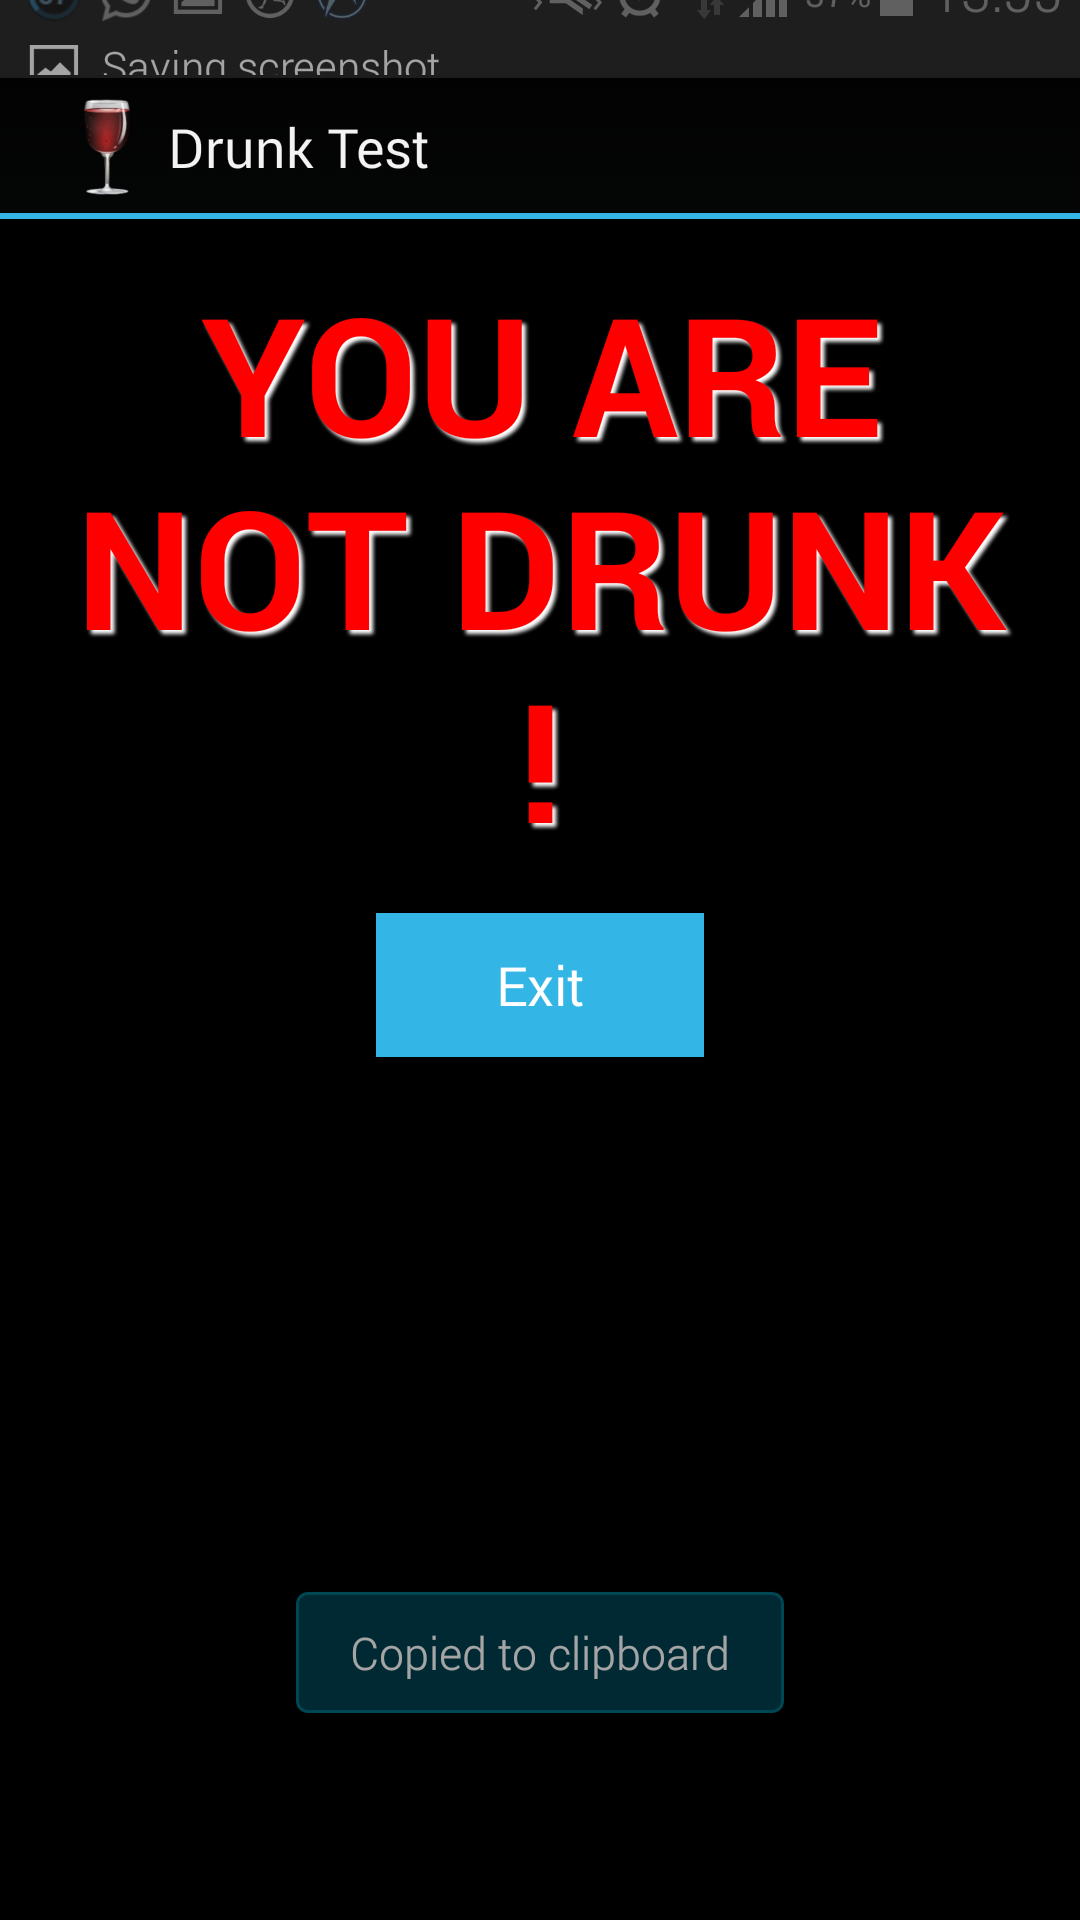 Saving screenshot
Drunk Test
YOU ARE
NOT DRUNK
!
Exit
Copied to clipboard